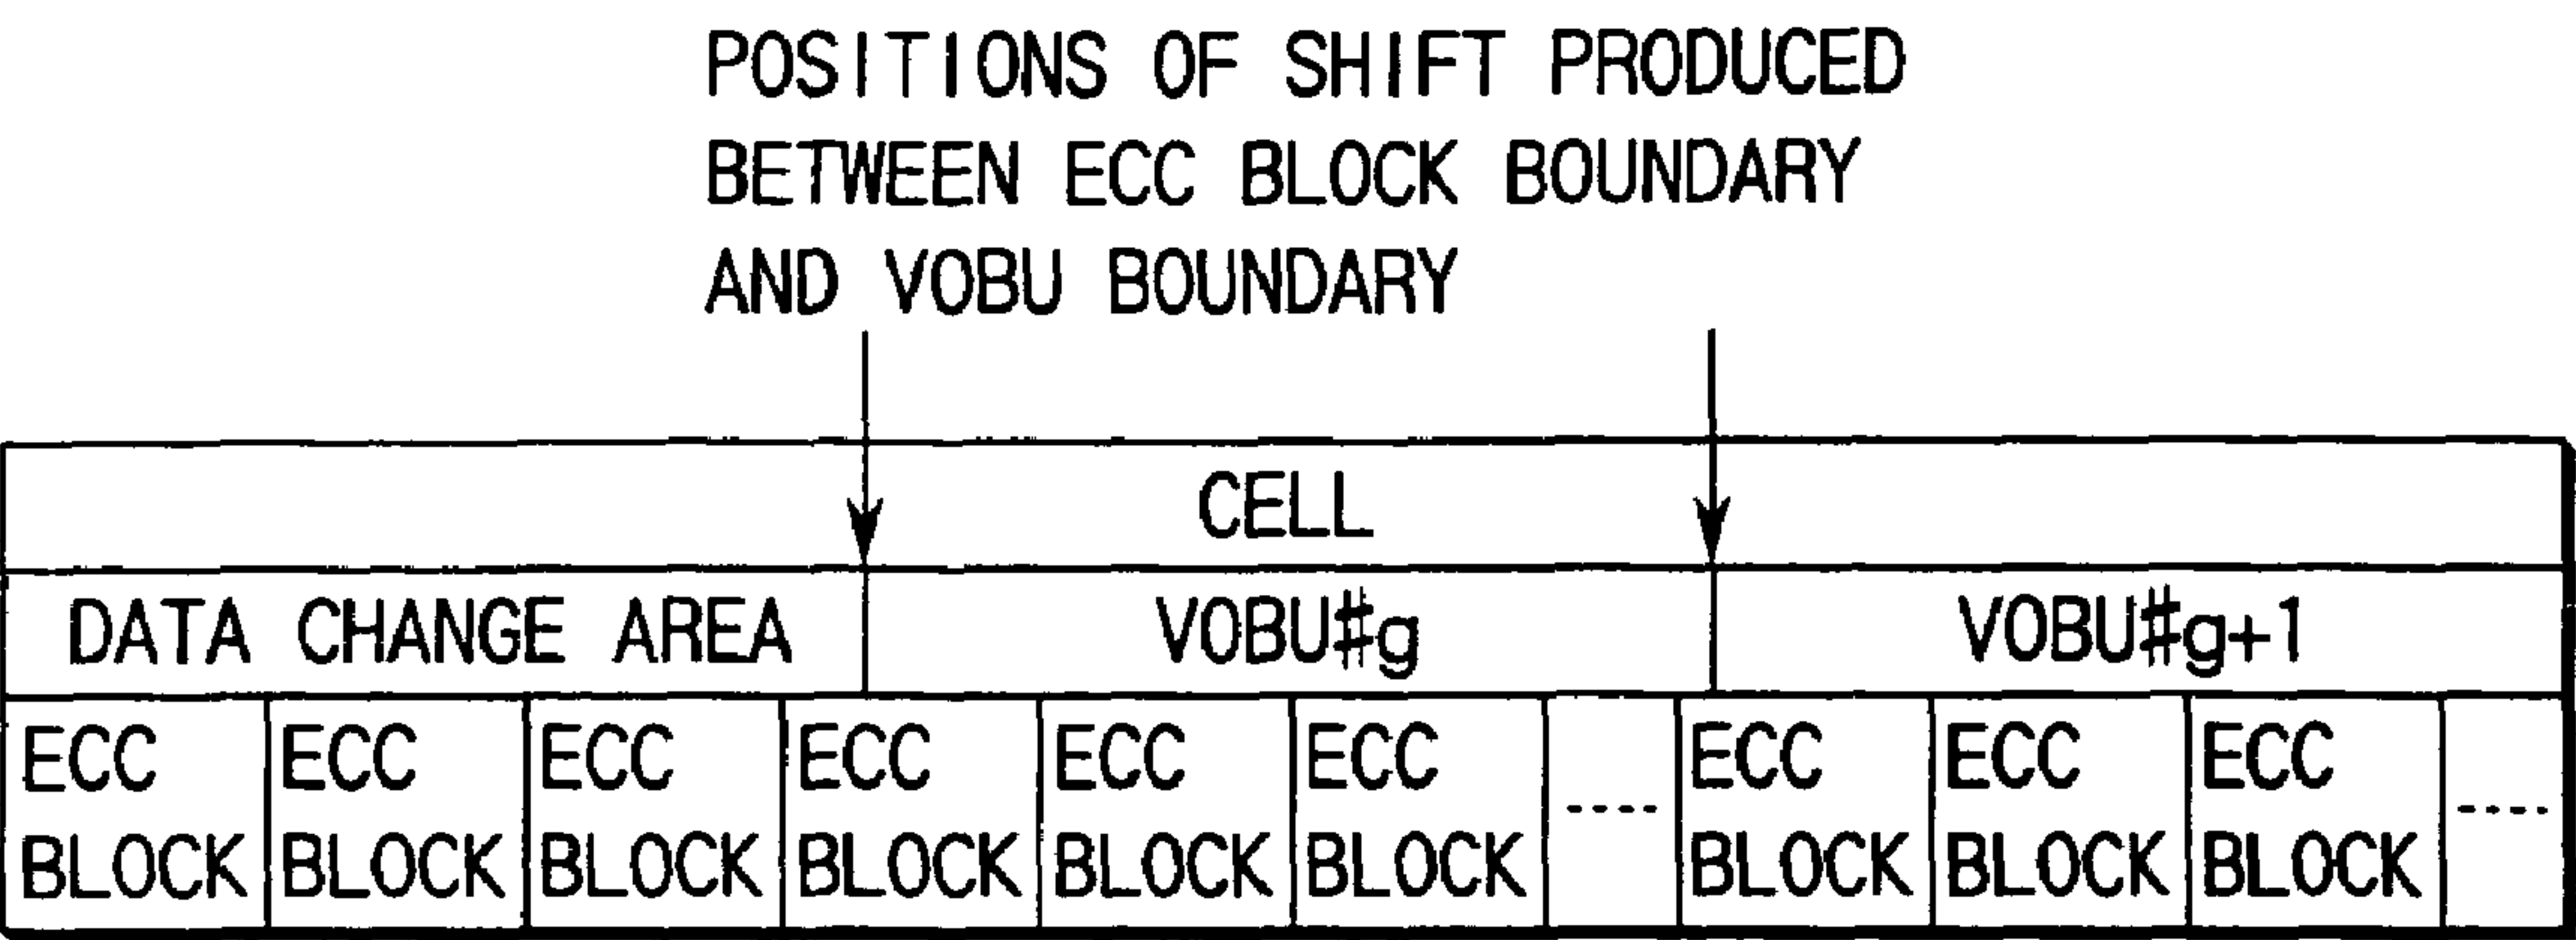 POSITIONS OF SHIFT PRODUCED
BETWEEN ECC BLOCK BOUNDARY
AND VOBU BOUNDARY
CELL
DATA CHANGE AREA VOBU#g VOBU#g+1
ECC ECC ECC ECC ECC ECC ---- ECC ECC ECC ----
BLOCK BLOCK BLOCK BLOCK BLOCK BLOCK BLOCK BLOCK BLOCK